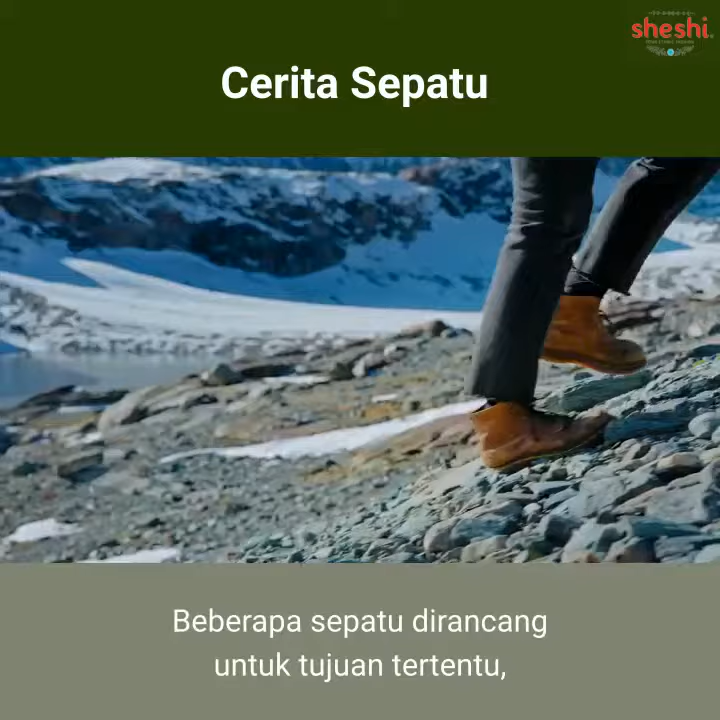 sheshi
Cerita Sepatu
Beberapa sepatu dirancang
untuk tujuan tertentu,